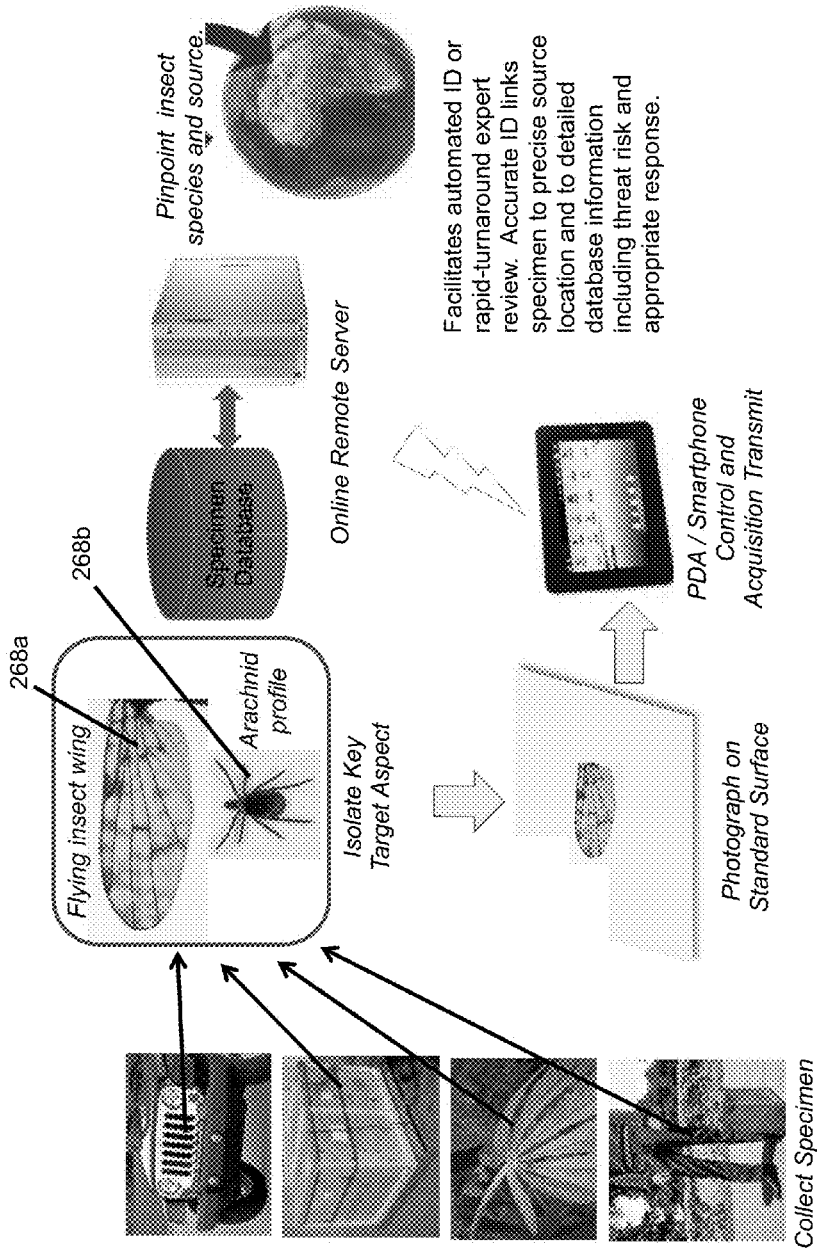 Collect Specimen
268a
268b
Flying insect wing
Arachnid
profile
Isolate Key
Target Aspect
Photograph on
Standard Surface
PDA / Smartphone
Control and
Acquisition Transmit
Specimen
Database
Online Remote Server
Pinpoint insect
species and source.
Facilitates automated ID or
rapid-turnaround expert
review. Accurate ID links
specimen to precise source
location and to detailed
database information
including threat risk and
appropriate response.